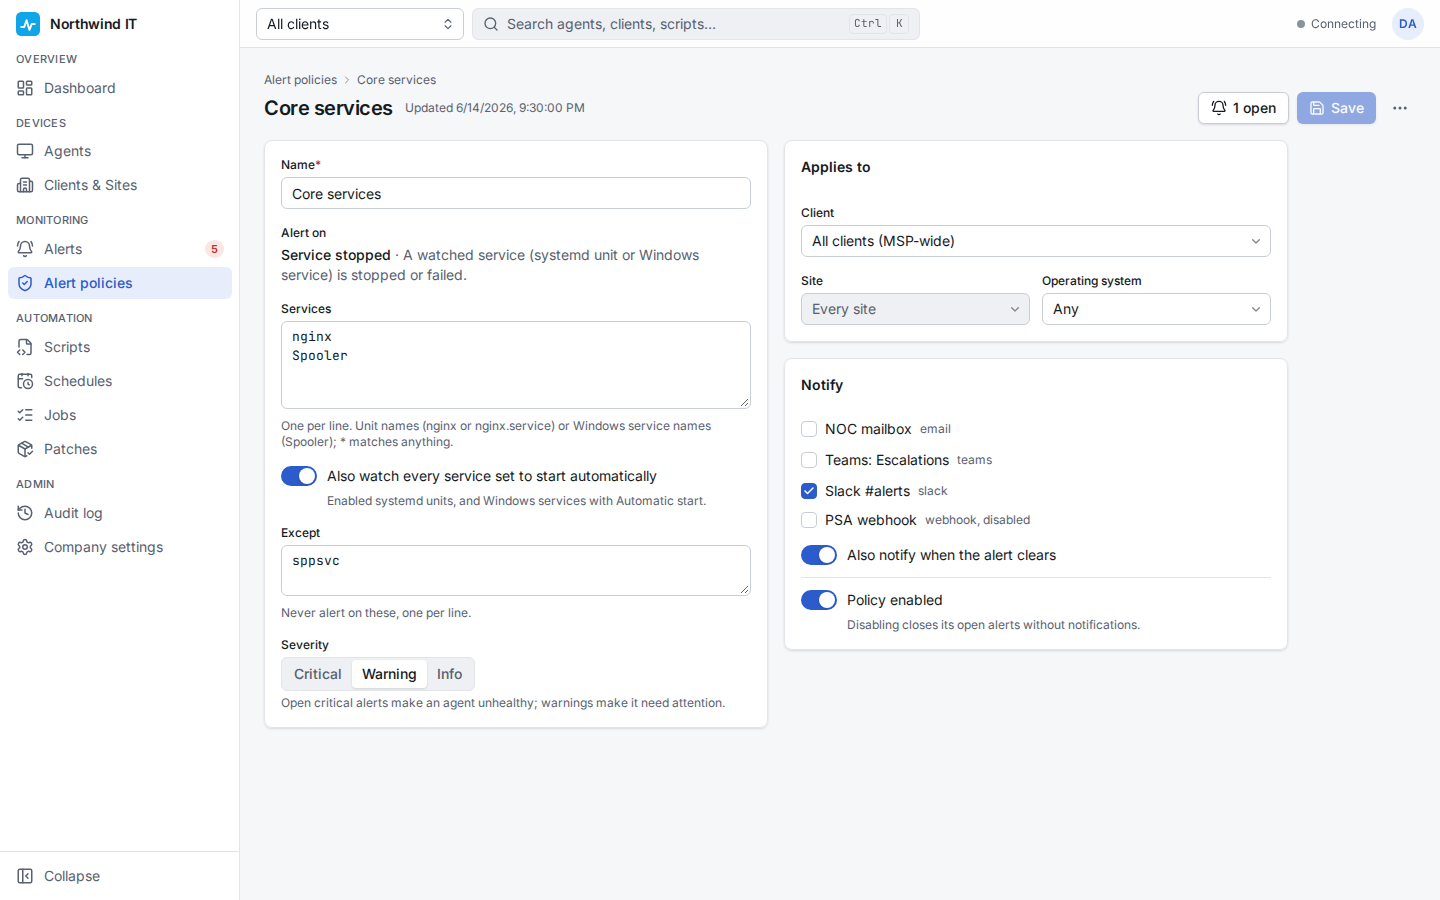 Northwind IT
All clients
Search agents, clients, scripts...
Ctrl K
Connecting
DA
OVERVIEW
Dashboard
DEVICES
Agents
Clients & Sites
MONITORING
Alerts
5
Alert policies
AUTOMATION
Scripts
Schedules
Jobs
Patches
ADMIN
Audit log
Company settings
Collapse
Alert policies
Core services
Core services
Updated 6/14/2026, 9:30:00 PM
1 open
Save
Name*
Core services
Alert on
Service stopped · A watched service (systemd unit or Windows
service) is stopped or failed.
Services
nginx
Spooler
One per line. Unit names (nginx or nginx.service) or Windows service names
(Spooler); * matches anything.
Also watch every service set to start automatically
Enabled systemd units, and Windows services with Automatic start.
Except
sppsvc
Never alert on these, one per line.
Severity
Critical
Warning
Info
Open critical alerts make an agent unhealthy; warnings make it need attention.
Applies to
Client
All clients (MSP-wide)
Site
Every site
Operating system
Any
Notify
NOC mailbox email
Teams: Escalations teams
Slack #alerts slack
PSA webhook webhook, disabled
Also notify when the alert clears
Policy enabled
Disabling closes its open alerts without notifications.